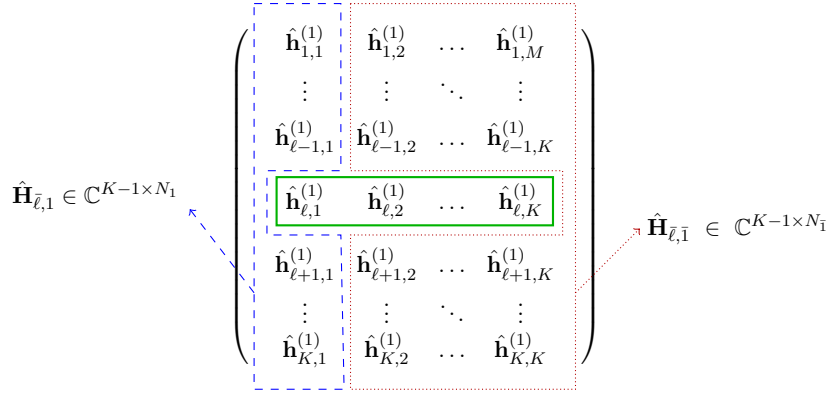 ĥ^{(1)}_{1,1} ĥ^{(1)}_{1,2} … ĥ^{(1)}_{1,M}
⋮ ⋮ ⋱ ⋮
ĥ^{(1)}_{ℓ−1,1} ĥ^{(1)}_{ℓ−1,2} … ĥ^{(1)}_{ℓ−1,K}
Ĥ_{ℓ̄,1} ∈ ℂ^{K−1×N_1}
ĥ^{(1)}_{ℓ,1} ĥ^{(1)}_{ℓ,2} … ĥ^{(1)}_{ℓ,K}
Ĥ_{ℓ̄,1̄} ∈ ℂ^{K−1×N_{1̄}}
ĥ^{(1)}_{ℓ+1,1} ĥ^{(1)}_{ℓ+1,2} … ĥ^{(1)}_{ℓ+1,K}
⋮ ⋮ ⋱ ⋮
ĥ^{(1)}_{K,1} ĥ^{(1)}_{K,2} … ĥ^{(1)}_{K,K}